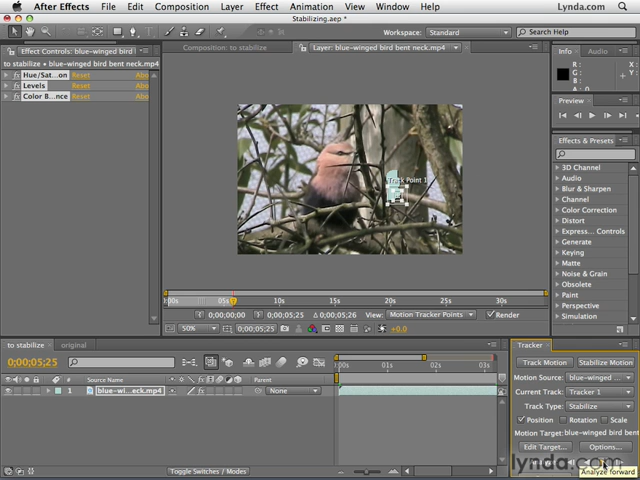 After Effects File Edit Composition Layer Effect Animation View Window Help Lynda.com
Stabilizing.aep *
Workspace: Standard Search Help
Effect Controls: blue-winged bird
Composition: to stabilize
Layer: blue-winged bird bent neck.mp4
Info Audio
to stabilize • blue-winged bird bent neck.mp4
Hue/Sat...on Reset Abo
Levels Reset Abo
Color B...nce Reset Abo
R :
G :
B :
A : 0
X
Y
Preview
Effects & Presets
3D Channel
Audio
Blur & Sharpen
Channel
Color Correction
Distort
Expres...Controls
Generate
Keying
Matte
Noise & Grain
Obsolete
Paint
Perspective
Simulation
Track Point 1
:00s 05s 10s 15s 20s 25s 30s
0;00;00;00 0;00;05;25 Δ 0;00;05;26 View: Motion Tracker Points Render
50% 0;00;05;25 +0.0
to stabilize original
0;00;05;25
# Source Name Parent
1 blue-wi...eck.mp4 None
:00s 01s 02s 03s
Toggle Switches / Modes
Tracker
Track Motion Stabilize Motion
Motion Source: blue-winged ...
Current Track: Tracker 1
Track Type: Stabilize
Position Rotation Scale
Motion Target: blue-winged bird bent
Edit Target... Options...
lynda.com
Analyze forward